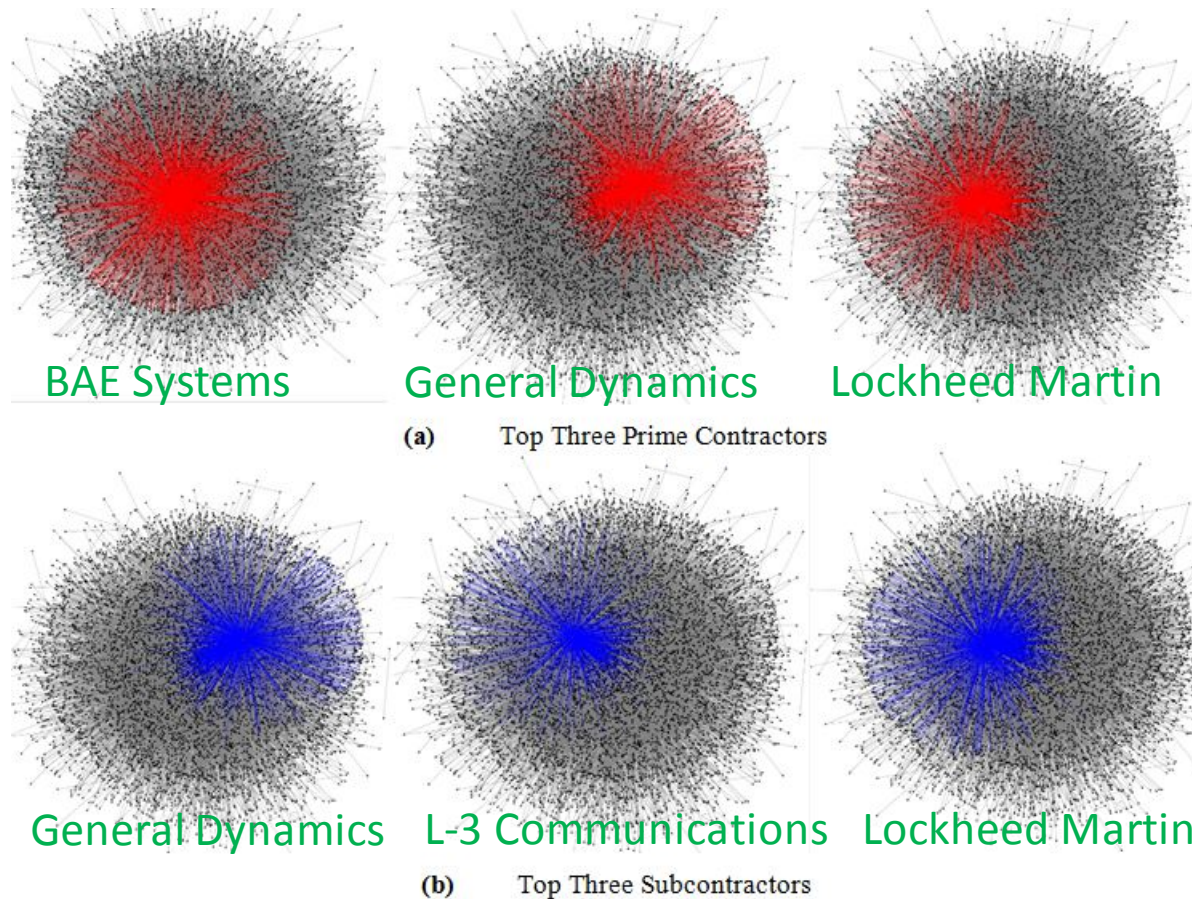 BAE Systems General Dynamics Lockheed Martin
(a) Top Three Prime Contractors
General Dynamics L-3 Communications Lockheed Martin
(b) Top Three Subcontractors